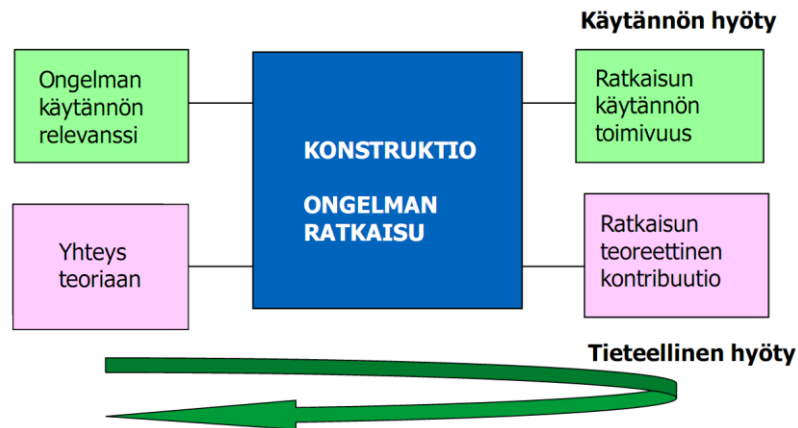 Käytännön hyöty
Ongelman
käytännön
relevanssi
KONSTRUKTIO
ONGELMAN
RATKAISU
Ratkaisun
käytännön
toimivuus
Yhteys
teoriaan
Ratkaisun
teoreettinen
kontribuutio
Tieteellinen hyöty